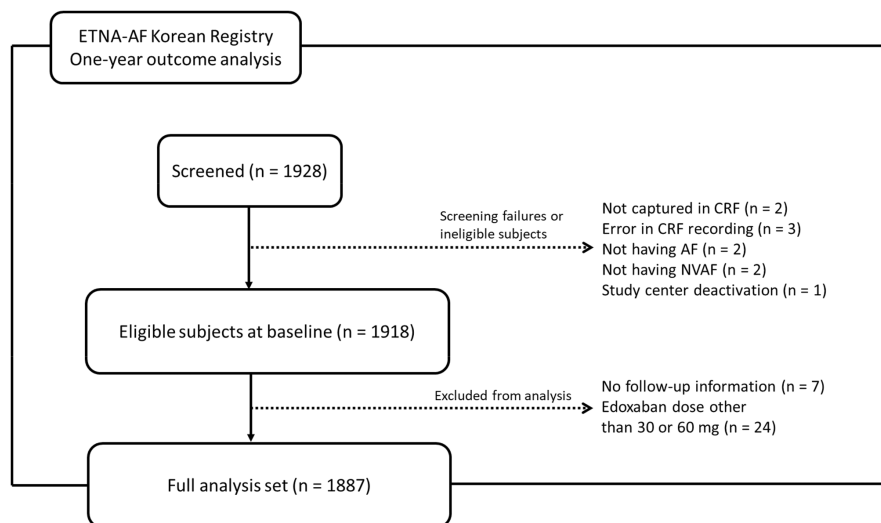 ETNA-AF Korean Registry
One-year outcome analysis
Screened (n = 1928)
Screening failures or
ineligible subjects
Not captured in CRF (n = 2)
Error in CRF recording (n = 3)
Not having AF (n = 2)
Not having NVAF (n = 2)
Study center deactivation (n = 1)
Eligible subjects at baseline (n = 1918)
Excluded from analysis
No follow-up information (n = 7)
Edoxaban dose other
than 30 or 60 mg (n = 24)
Full analysis set (n = 1887)